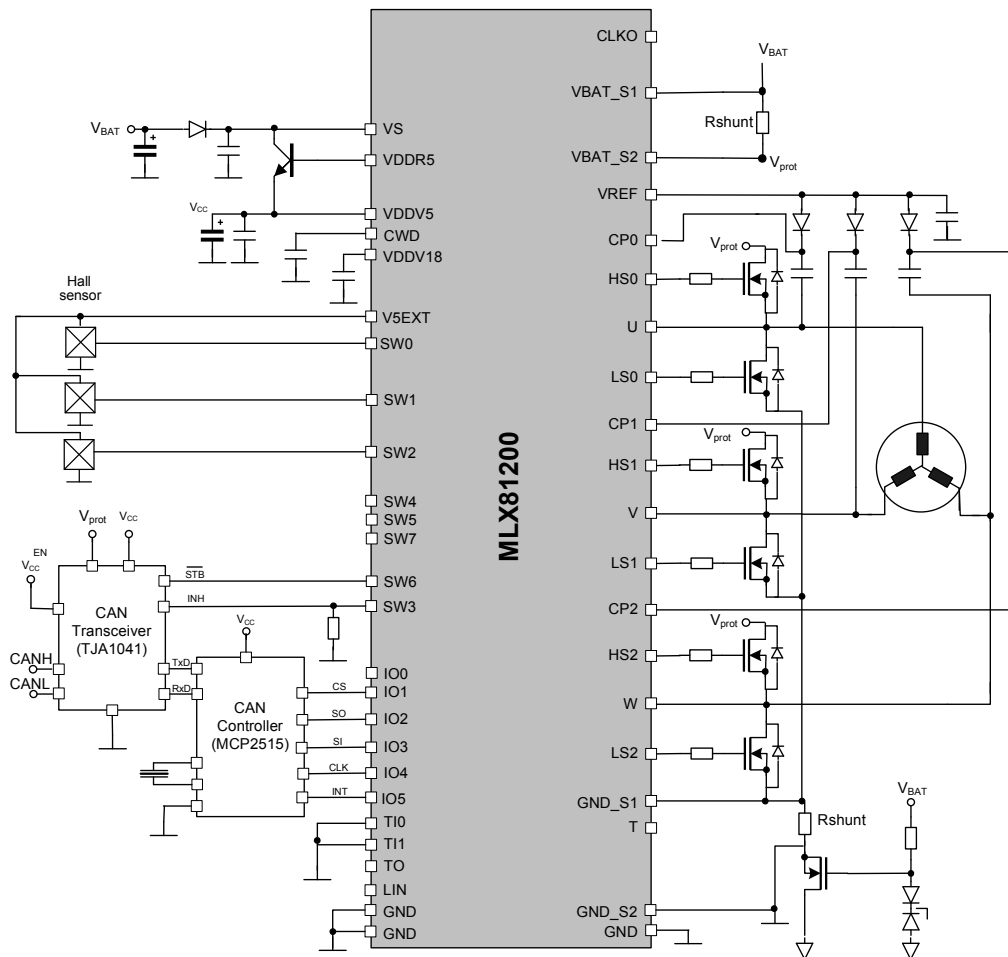 CLKO
VBAT
VBAT_S1
Rshunt
VBAT_S2
Vprot
VREF
VBAT
+
VS
VDDR5
VCC
+
VDDV5
CWD
VDDV18
CP0
Vprot
HS0
Hall
sensor
V5EXT
SW0
U
LS0
SW1
CP1
Vprot
SW2
HS1
MLX81200
SW4
SW5
SW7
V
Vprot
VCC
EN
VCC
STB
SW6
LS1
INH
SW3
CP2
CAN
Transceiver
(TJA1041)
VCC
Vprot
CANH
CANL
TxD
RxD
HS2
IO0
CS
IO1
W
CAN
Controller
(MCP2515)
SO
IO2
SI
IO3
LS2
CLK
IO4
INT
IO5
GND_S1
VBAT
TI0
T
Rshunt
TI1
TO
LIN
GND
GND_S2
GND
GND